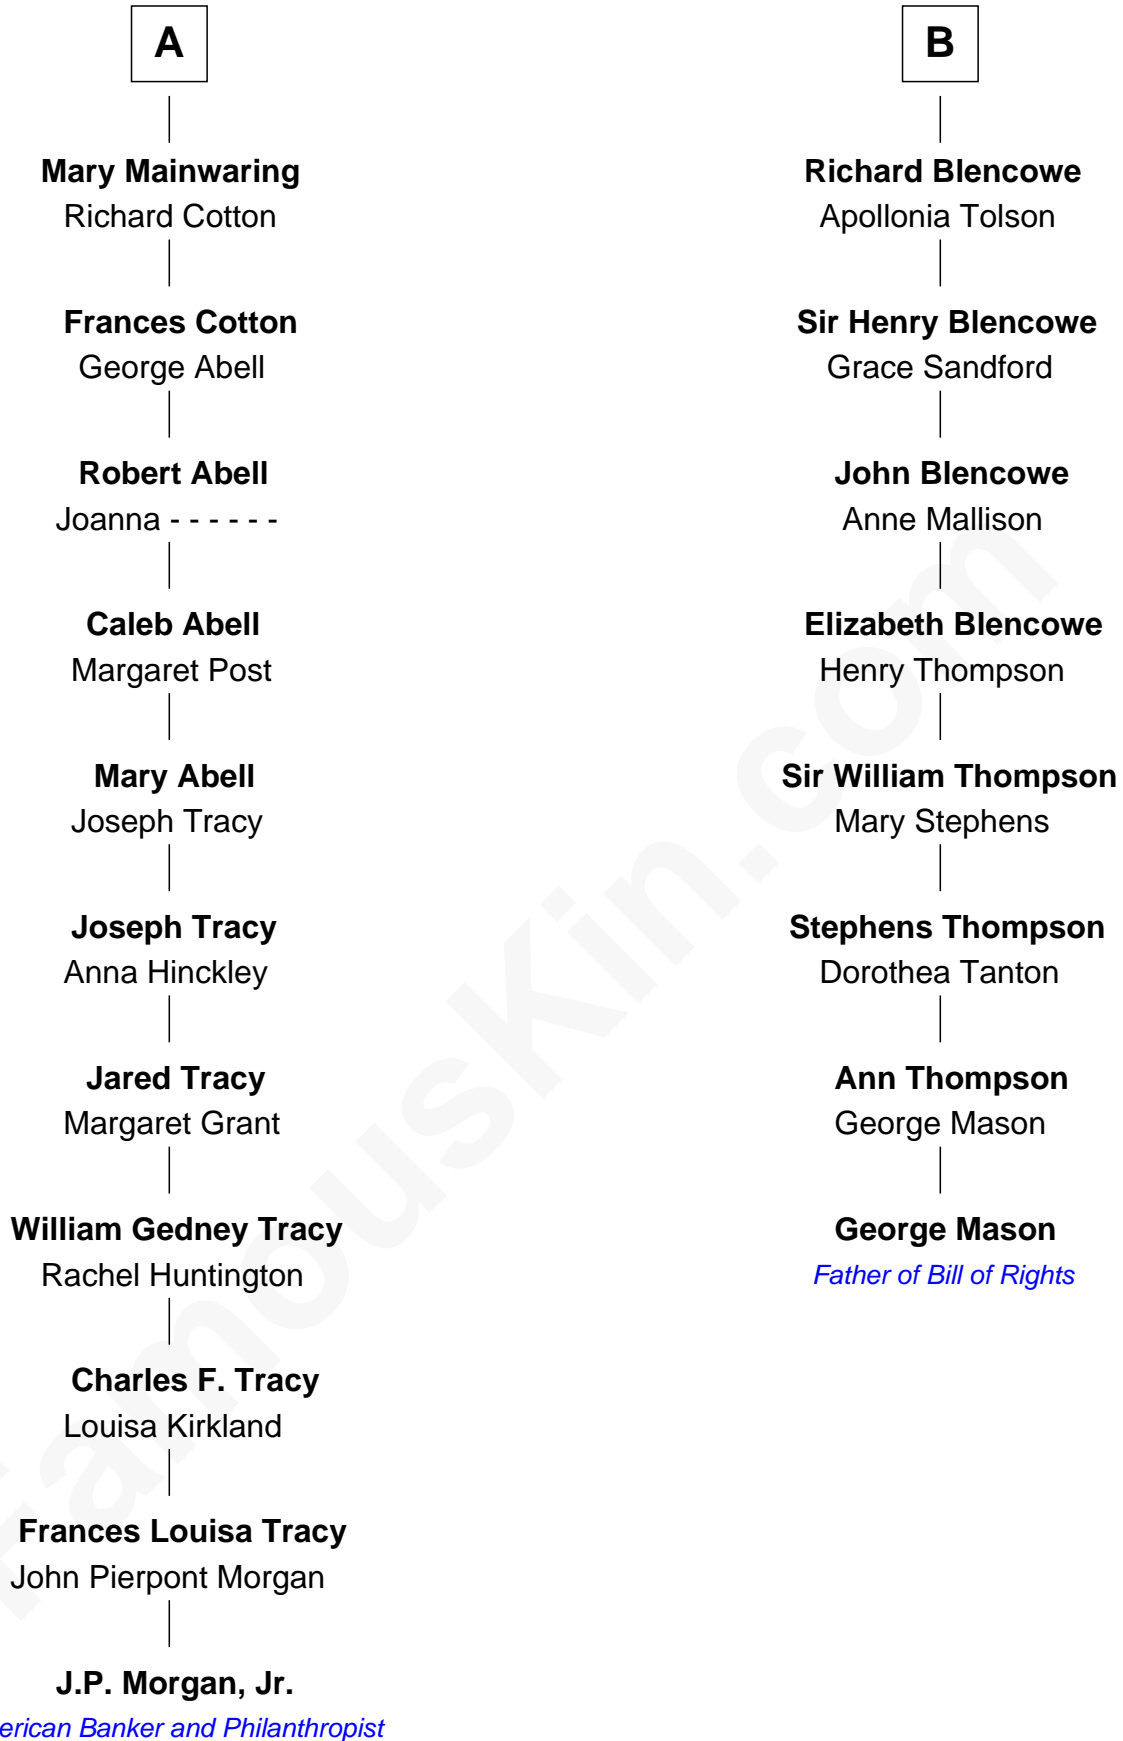 A
Mary Mainwaring
Richard Cotton
Frances Cotton
George Abell
Robert Abell
Joanna - - - - - -
Caleb Abell
Margaret Post
Mary Abell
Joseph Tracy
Joseph Tracy
Anna Hinckley
Jared Tracy
Margaret Grant
William Gedney Tracy
Rachel Huntington
Charles F. Tracy
Louisa Kirkland
Frances Louisa Tracy
John Pierpont Morgan
J.P. Morgan, Jr.
erican Banker and Philanthropist
B
Richard Blencowe
Apollonia Tolson
Sir Henry Blencowe
Grace Sandford
John Blencowe
Anne Mallison
Elizabeth Blencowe
Henry Thompson
Sir William Thompson
Mary Stephens
Stephens Thompson
Dorothea Tanton
Ann Thompson
George Mason
George Mason
Father of Bill of Rights
FamousKin.com